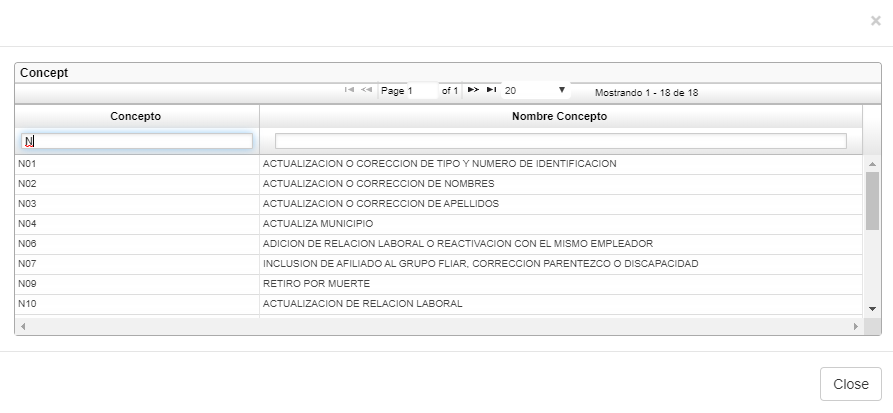 ×
Concept
Page 1 of 1 20 Mostrando 1 - 18 de 18
Concepto Nombre Concepto
N
N01 ACTUALIZACION O CORECCION DE TIPO Y NUMERO DE IDENTIFICACION
N02 ACTUALIZACION O CORRECCION DE NOMBRES
N03 ACTUALIZACION O CORRECCION DE APELLIDOS
N04 ACTUALIZA MUNICIPIO
N06 ADICION DE RELACION LABORAL O REACTIVACION CON EL MISMO EMPLEADOR
N07 INCLUSION DE AFILIADO AL GRUPO FLIAR, CORRECCION PARENTEZCO O DISCAPACIDAD
N09 RETIRO POR MUERTE
N10 ACTUALIZACION DE RELACION LABORAL
Close